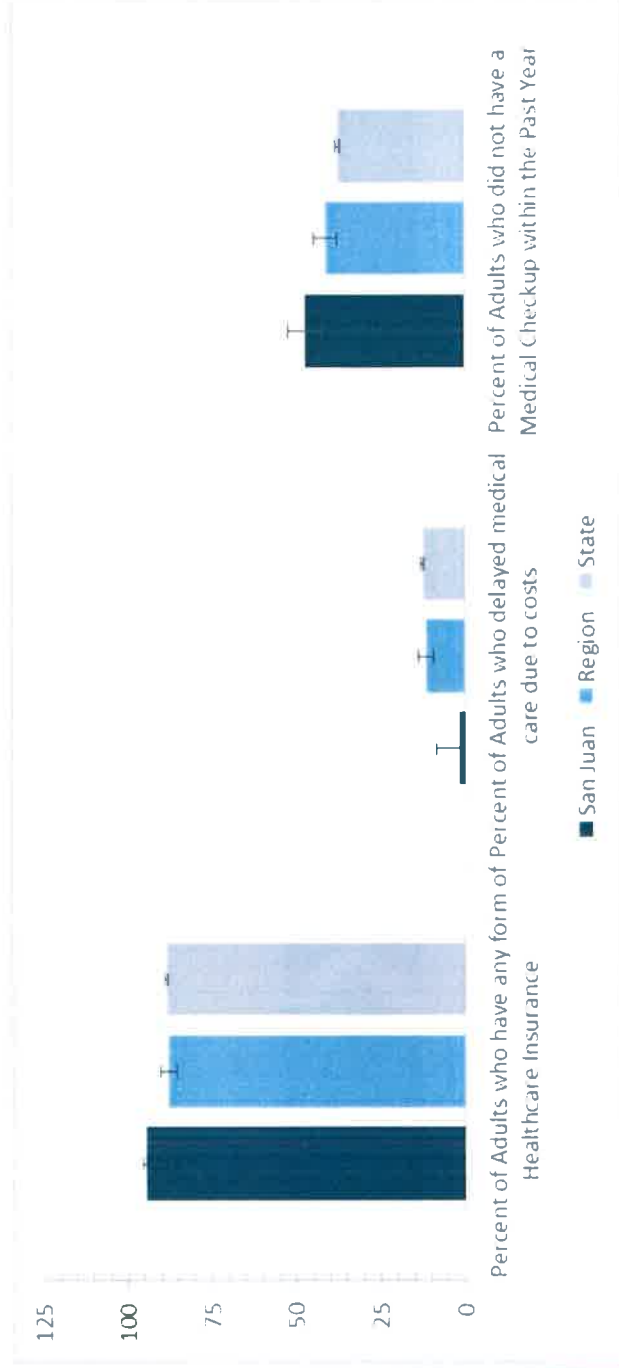 125
100
75
50
25
0
Percent of Adults who have any form of
Healthcare Insurance
Percent of Adults who delayed medical
care due to costs
Percent of Adults who did not have a
Medical Checkup within the Past Year
San Juan
Region
State